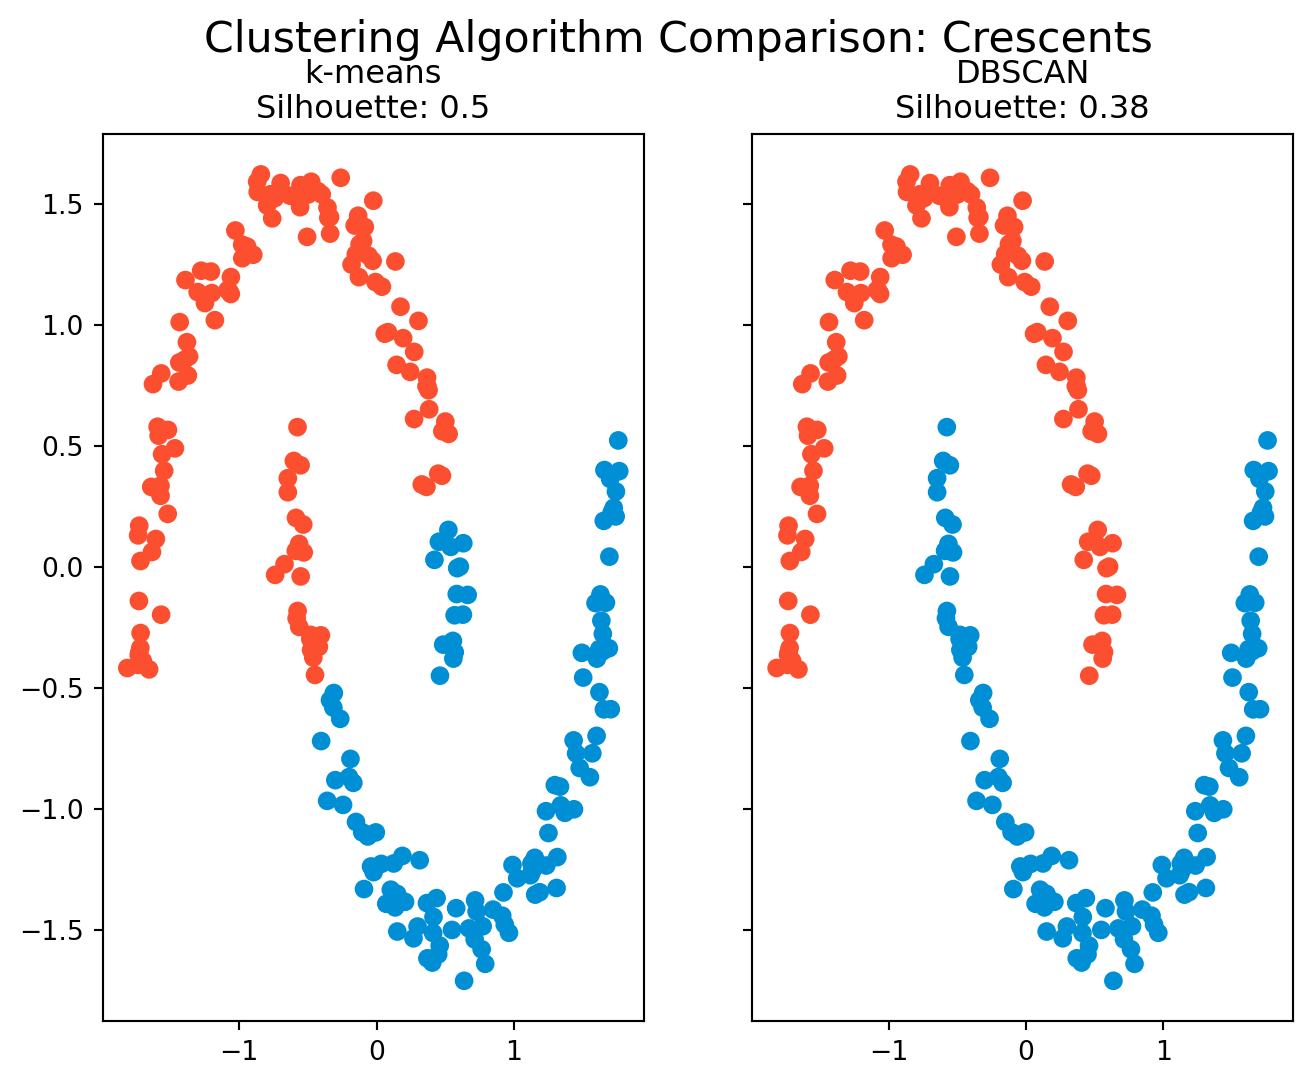 Clustering Algorithm Comparison: Crescents
k-means
Silhouette: 0.5
DBSCAN
Silhouette: 0.38
1.5
1.0
0.5
0.0
−0.5
−1.0
−1.5
−1 0 1
−1 0 1